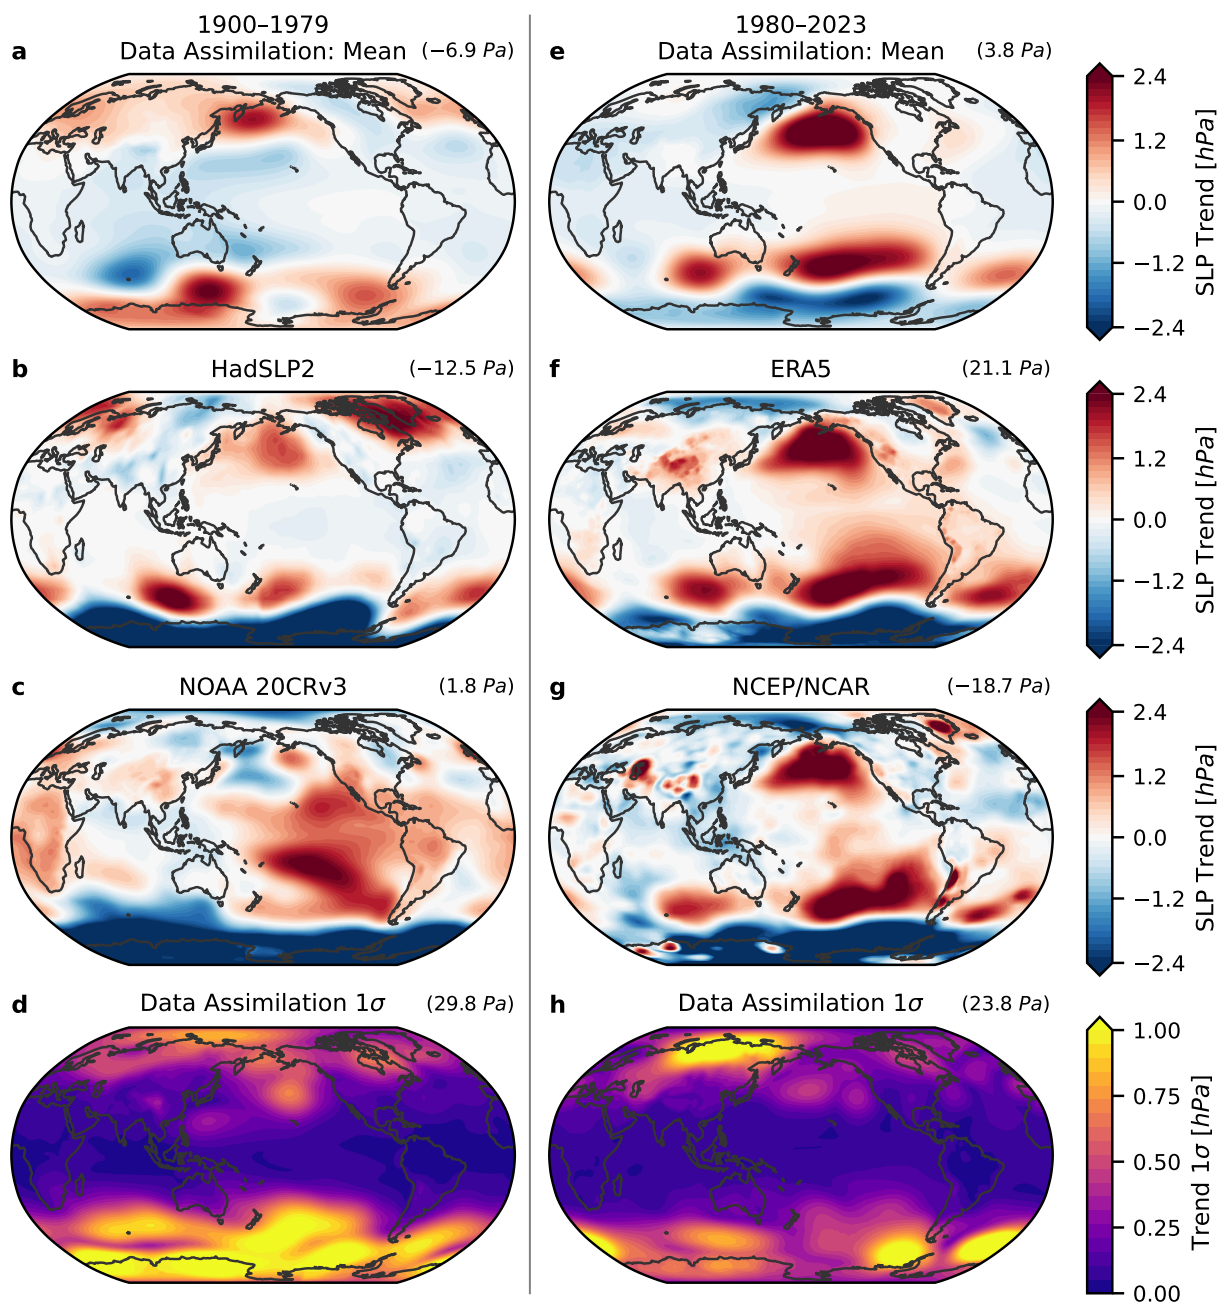 1900–1979
1980–2023
a Data Assimilation: Mean (−6.9 Pa)
e Data Assimilation: Mean (3.8 Pa)
2.4
1.2
0.0
−1.2
−2.4
SLP Trend [hPa]
b HadSLP2 (−12.5 Pa)
f ERA5 (21.1 Pa)
2.4
1.2
0.0
−1.2
−2.4
SLP Trend [hPa]
c NOAA 20CRv3 (1.8 Pa)
g NCEP/NCAR (−18.7 Pa)
2.4
1.2
0.0
−1.2
−2.4
SLP Trend [hPa]
d Data Assimilation 1σ (29.8 Pa)
h Data Assimilation 1σ (23.8 Pa)
1.00
0.75
0.50
0.25
0.00
Trend 1σ [hPa]